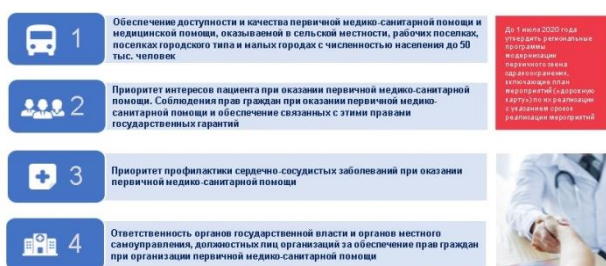 1
Обеспечение доступности и качества первичной медико-санитарной помощи и
медицинской помощи, оказываемой в сельской местности, рабочих поселках,
поселках городского типа и малых городах с численностью населения до 50
тыс. человек
2
Приоритет интересов пациента при оказании первичной медико-санитарной
помощи. Соблюдения прав граждан при оказании первичной медико-
санитарной помощи и обеспечение связанных с этими правами
государственных гарантий
3
Приоритет профилактики сердечно-сосудистых заболеваний при оказании
первичной медико-санитарной помощи
4
Ответственность органов государственной власти и органов местного
самоуправления, должностных лиц организаций за обеспечение прав граждан
при организации первичной медико-санитарной помощи
До 1 июля 2020 года
утвердить региональные
программы
модернизации
первичного звена
здравоохранения,
включающие план
мероприятий («дорожную
карту») по их реализации
с указанием сроков
реализации мероприятий